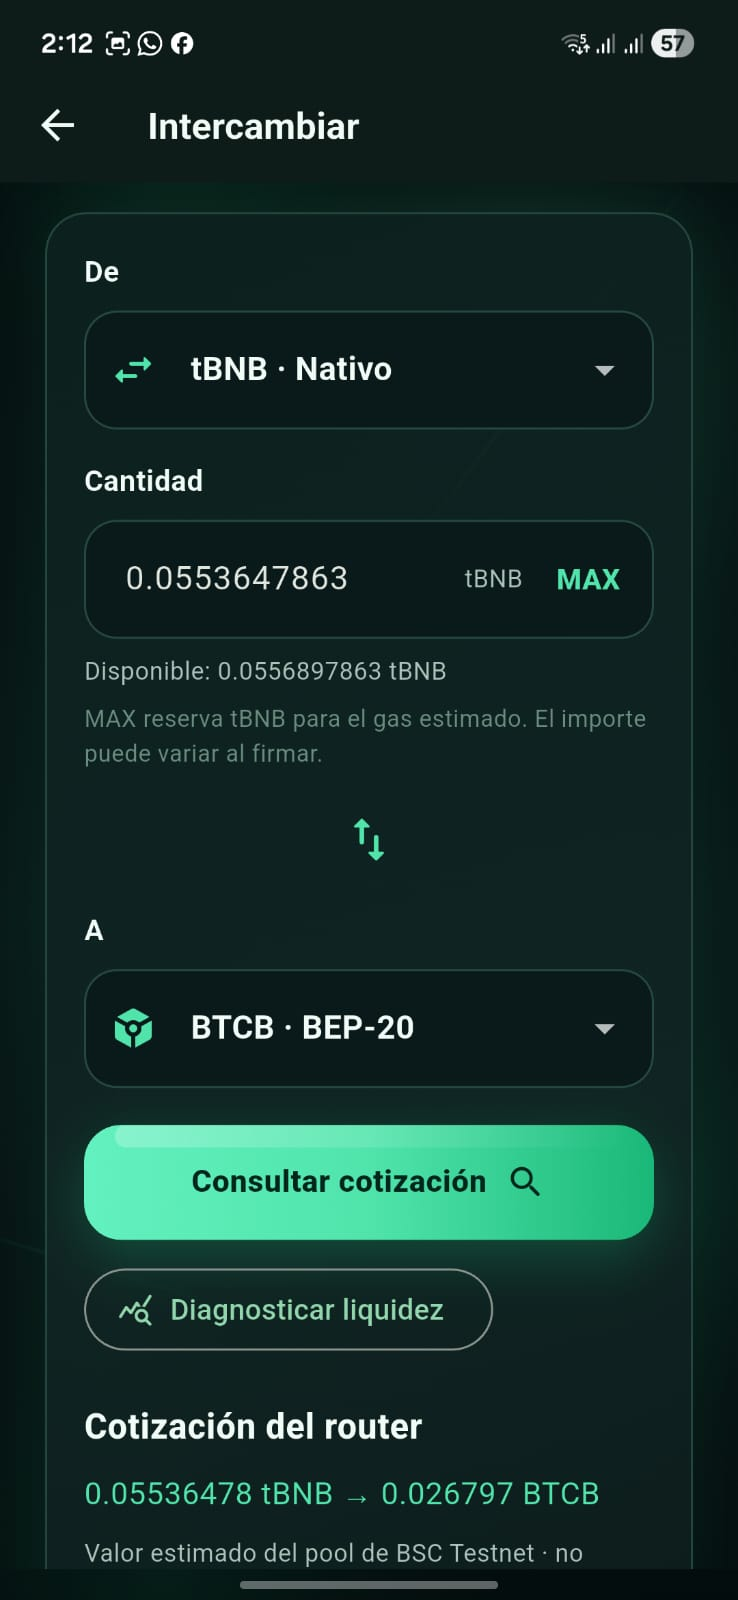 2:12
5
57
Intercambiar
De
tBNB · Nativo
Cantidad
0.0553647863 tBNB MAX
Disponible: 0.0556897863 tBNB
MAX reserva tBNB para el gas estimado. El importe
puede variar al firmar.
A
BTCB · BEP-20
Consultar cotización
Diagnosticar liquidez
Cotización del router
0.05536478 tBNB → 0.026797 BTCB
Valor estimado del pool de BSC Testnet · no